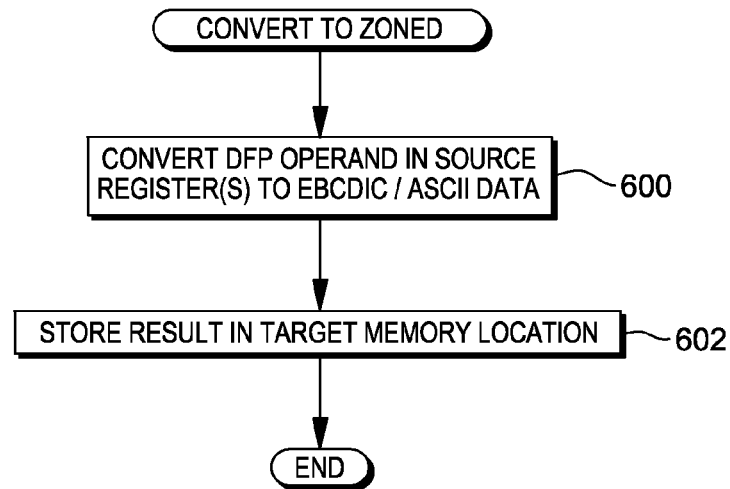 CONVERT TO ZONED
CONVERT DFP OPERAND IN SOURCE
REGISTER(S) TO EBCDIC / ASCII DATA
600
STORE RESULT IN TARGET MEMORY LOCATION
602
END